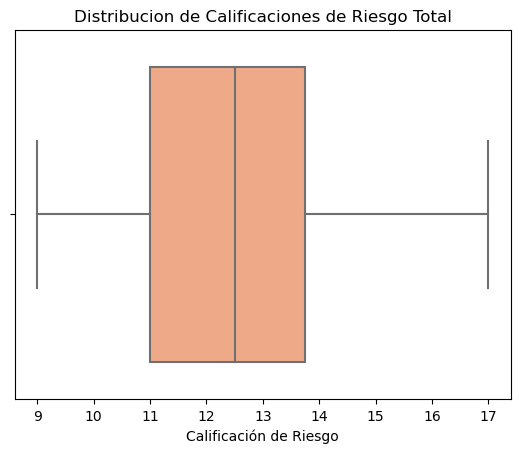 Distribucion de Calificaciones de Riesgo Total
9 10 11 12 13 14 15 16 17
Calificación de Riesgo